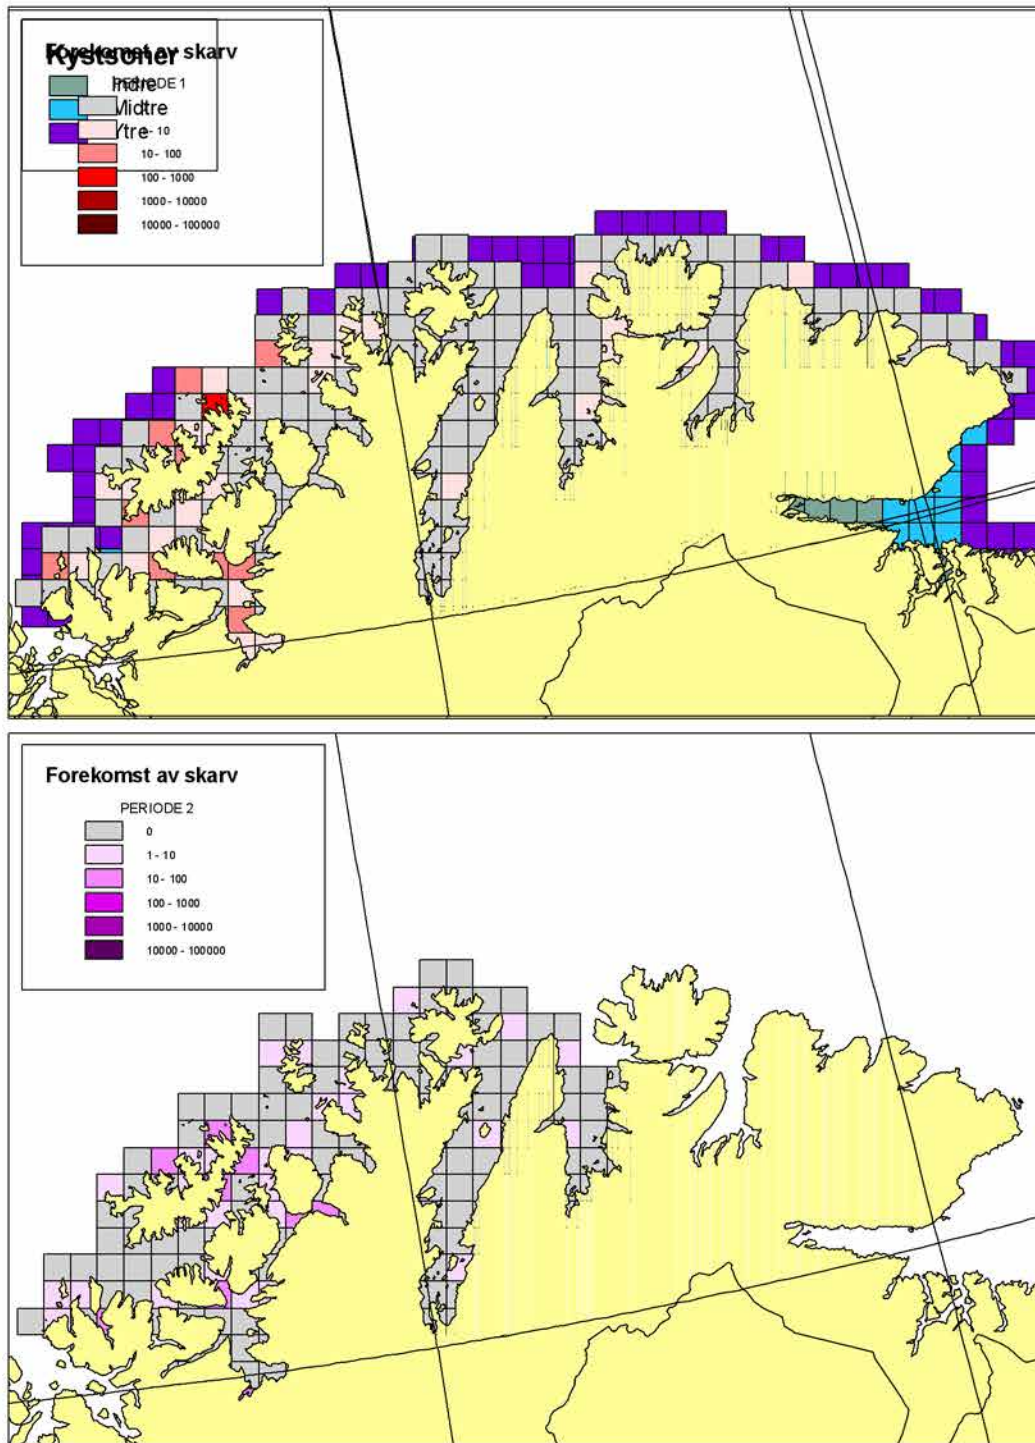 Forekomst av skarv
Kystsoner
PERIODE 1
Indre
Midtre
Ytre
10 - 100
100 - 1000
1000 - 10000
10000 - 100000
Forekomst av skarv
PERIODE 2
0
1 - 10
10 - 100
100 - 1000
1000 - 10000
10000 - 100000